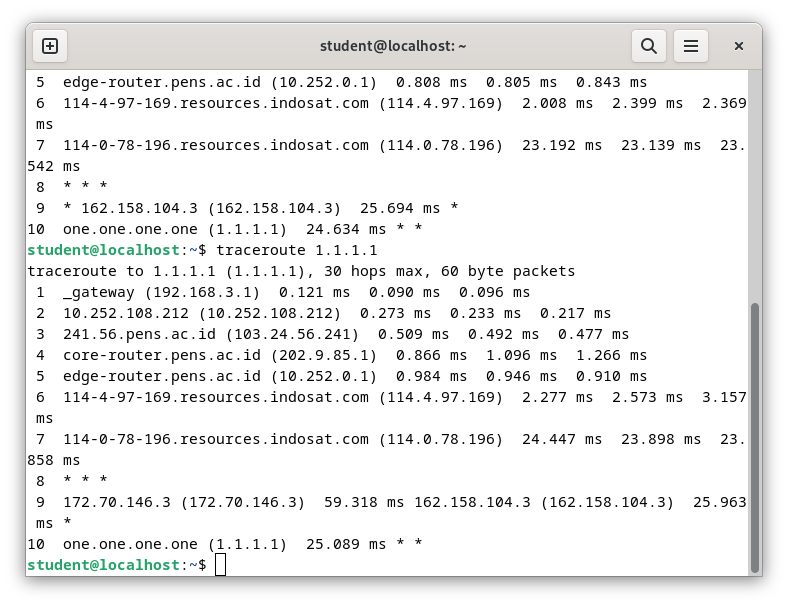 student@localhost: ~
 5  edge-router.pens.ac.id (10.252.0.1)  0.808 ms  0.805 ms  0.843 ms
 6  114-4-97-169.resources.indosat.com (114.4.97.169)  2.008 ms  2.399 ms  2.369
ms
 7  114-0-78-196.resources.indosat.com (114.0.78.196)  23.192 ms  23.139 ms  23.
542 ms
 8  * * *
 9  * 162.158.104.3 (162.158.104.3)  25.694 ms *
10  one.one.one.one (1.1.1.1)  24.634 ms * *
student@localhost:~$ traceroute 1.1.1.1
traceroute to 1.1.1.1 (1.1.1.1), 30 hops max, 60 byte packets
 1  _gateway (192.168.3.1)  0.121 ms  0.090 ms  0.096 ms
 2  10.252.108.212 (10.252.108.212)  0.273 ms  0.233 ms  0.217 ms
 3  241.56.pens.ac.id (103.24.56.241)  0.509 ms  0.492 ms  0.477 ms
 4  core-router.pens.ac.id (202.9.85.1)  0.866 ms  1.096 ms  1.266 ms
 5  edge-router.pens.ac.id (10.252.0.1)  0.984 ms  0.946 ms  0.910 ms
 6  114-4-97-169.resources.indosat.com (114.4.97.169)  2.277 ms  2.573 ms  3.157
ms
 7  114-0-78-196.resources.indosat.com (114.0.78.196)  24.447 ms  23.898 ms  23.
858 ms
 8  * * *
 9  172.70.146.3 (172.70.146.3)  59.318 ms 162.158.104.3 (162.158.104.3)  25.963
 ms *
10  one.one.one.one (1.1.1.1)  25.089 ms * *
student@localhost:~$